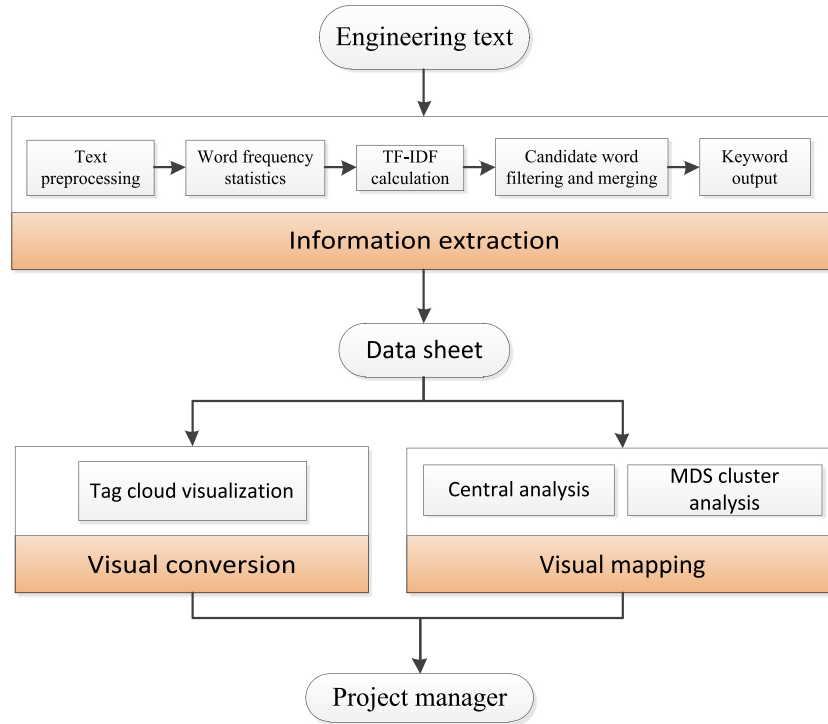 Engineering text
Text
preprocessing
Word frequency
statistics
TF-IDF
calculation
Candidate word
filtering and merging
Keyword
output
Information extraction
Data sheet
Tag cloud visualization
Visual conversion
Central analysis
MDS cluster
analysis
Visual mapping
Project manager